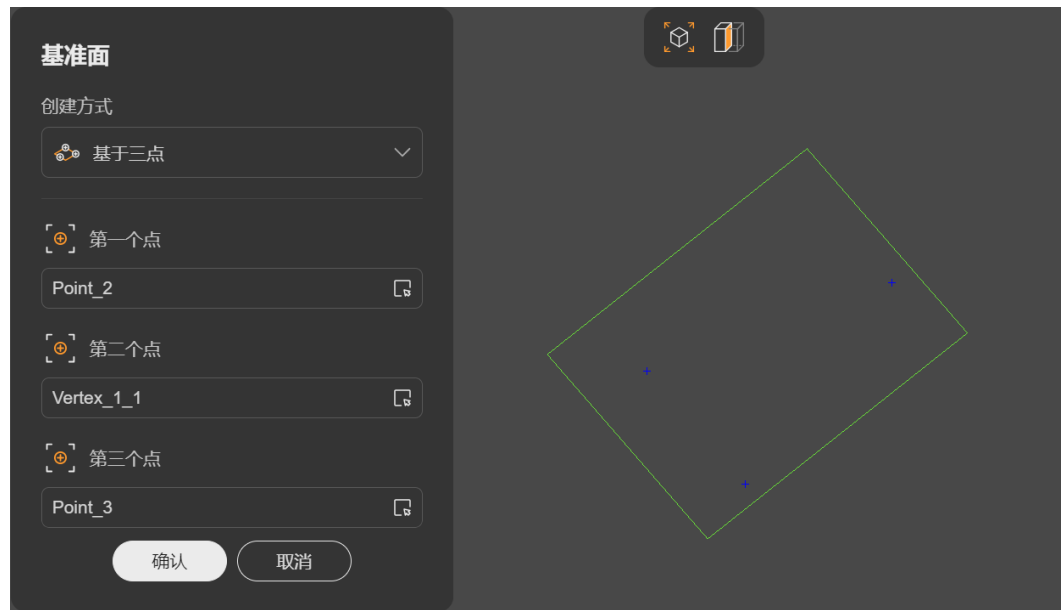 基准面
创建方式
基于三点
第一个点
Point_2
第二个点
Vertex_1_1
第三个点
Point_3
确认
取消